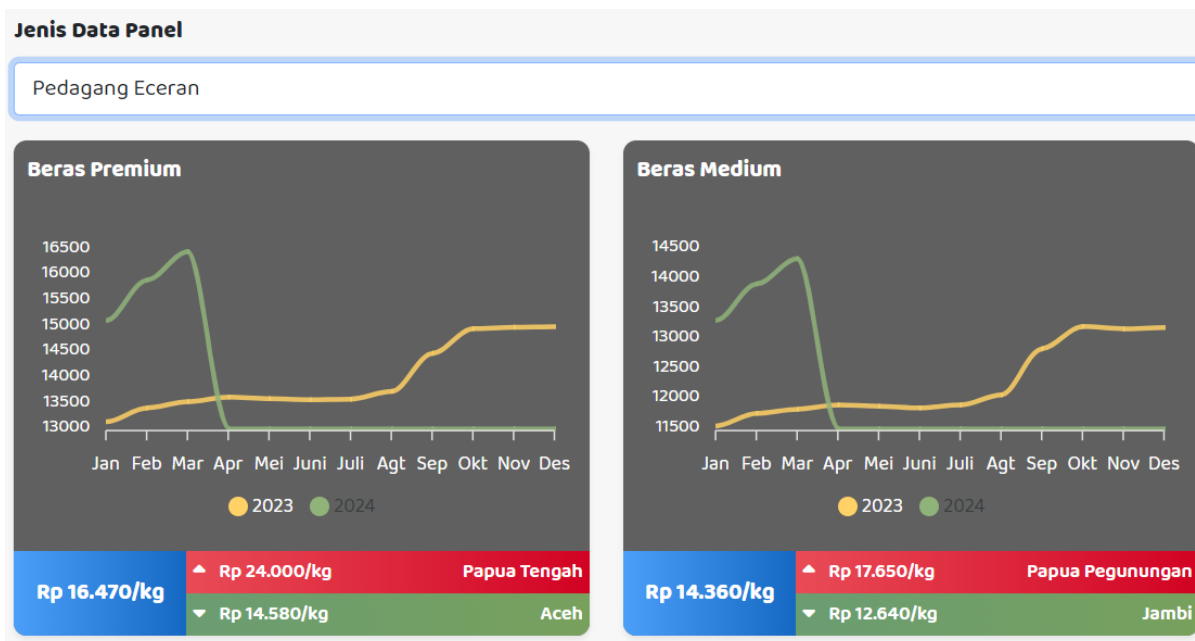 Jenis Data Panel
Pedagang Eceran
Beras Premium
16500
16000
15500
15000
14500
14000
13500
13000
Jan Feb Mar Apr Mei Juni Juli Agt Sep Okt Nov Des
2023 2024
Rp 16.470/kg
Rp 24.000/kg Papua Tengah
Rp 14.580/kg Aceh
Beras Medium
14500
14000
13500
13000
12500
12000
11500
Jan Feb Mar Apr Mei Juni Juli Agt Sep Okt Nov Des
2023 2024
Rp 14.360/kg
Rp 17.650/kg Papua Pegunungan
Rp 12.640/kg Jambi